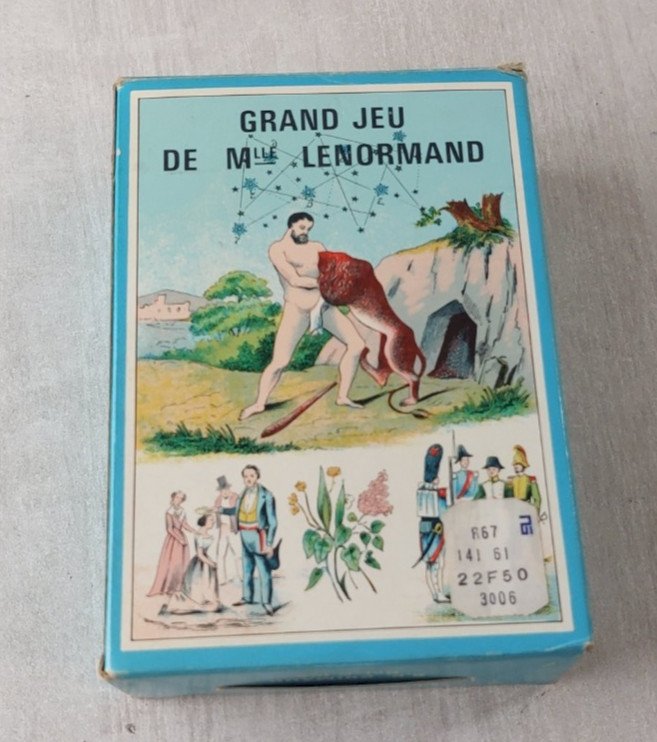 GRAND JEU
DE MLLE LENORMAND
R67
141 61
22F50
3006